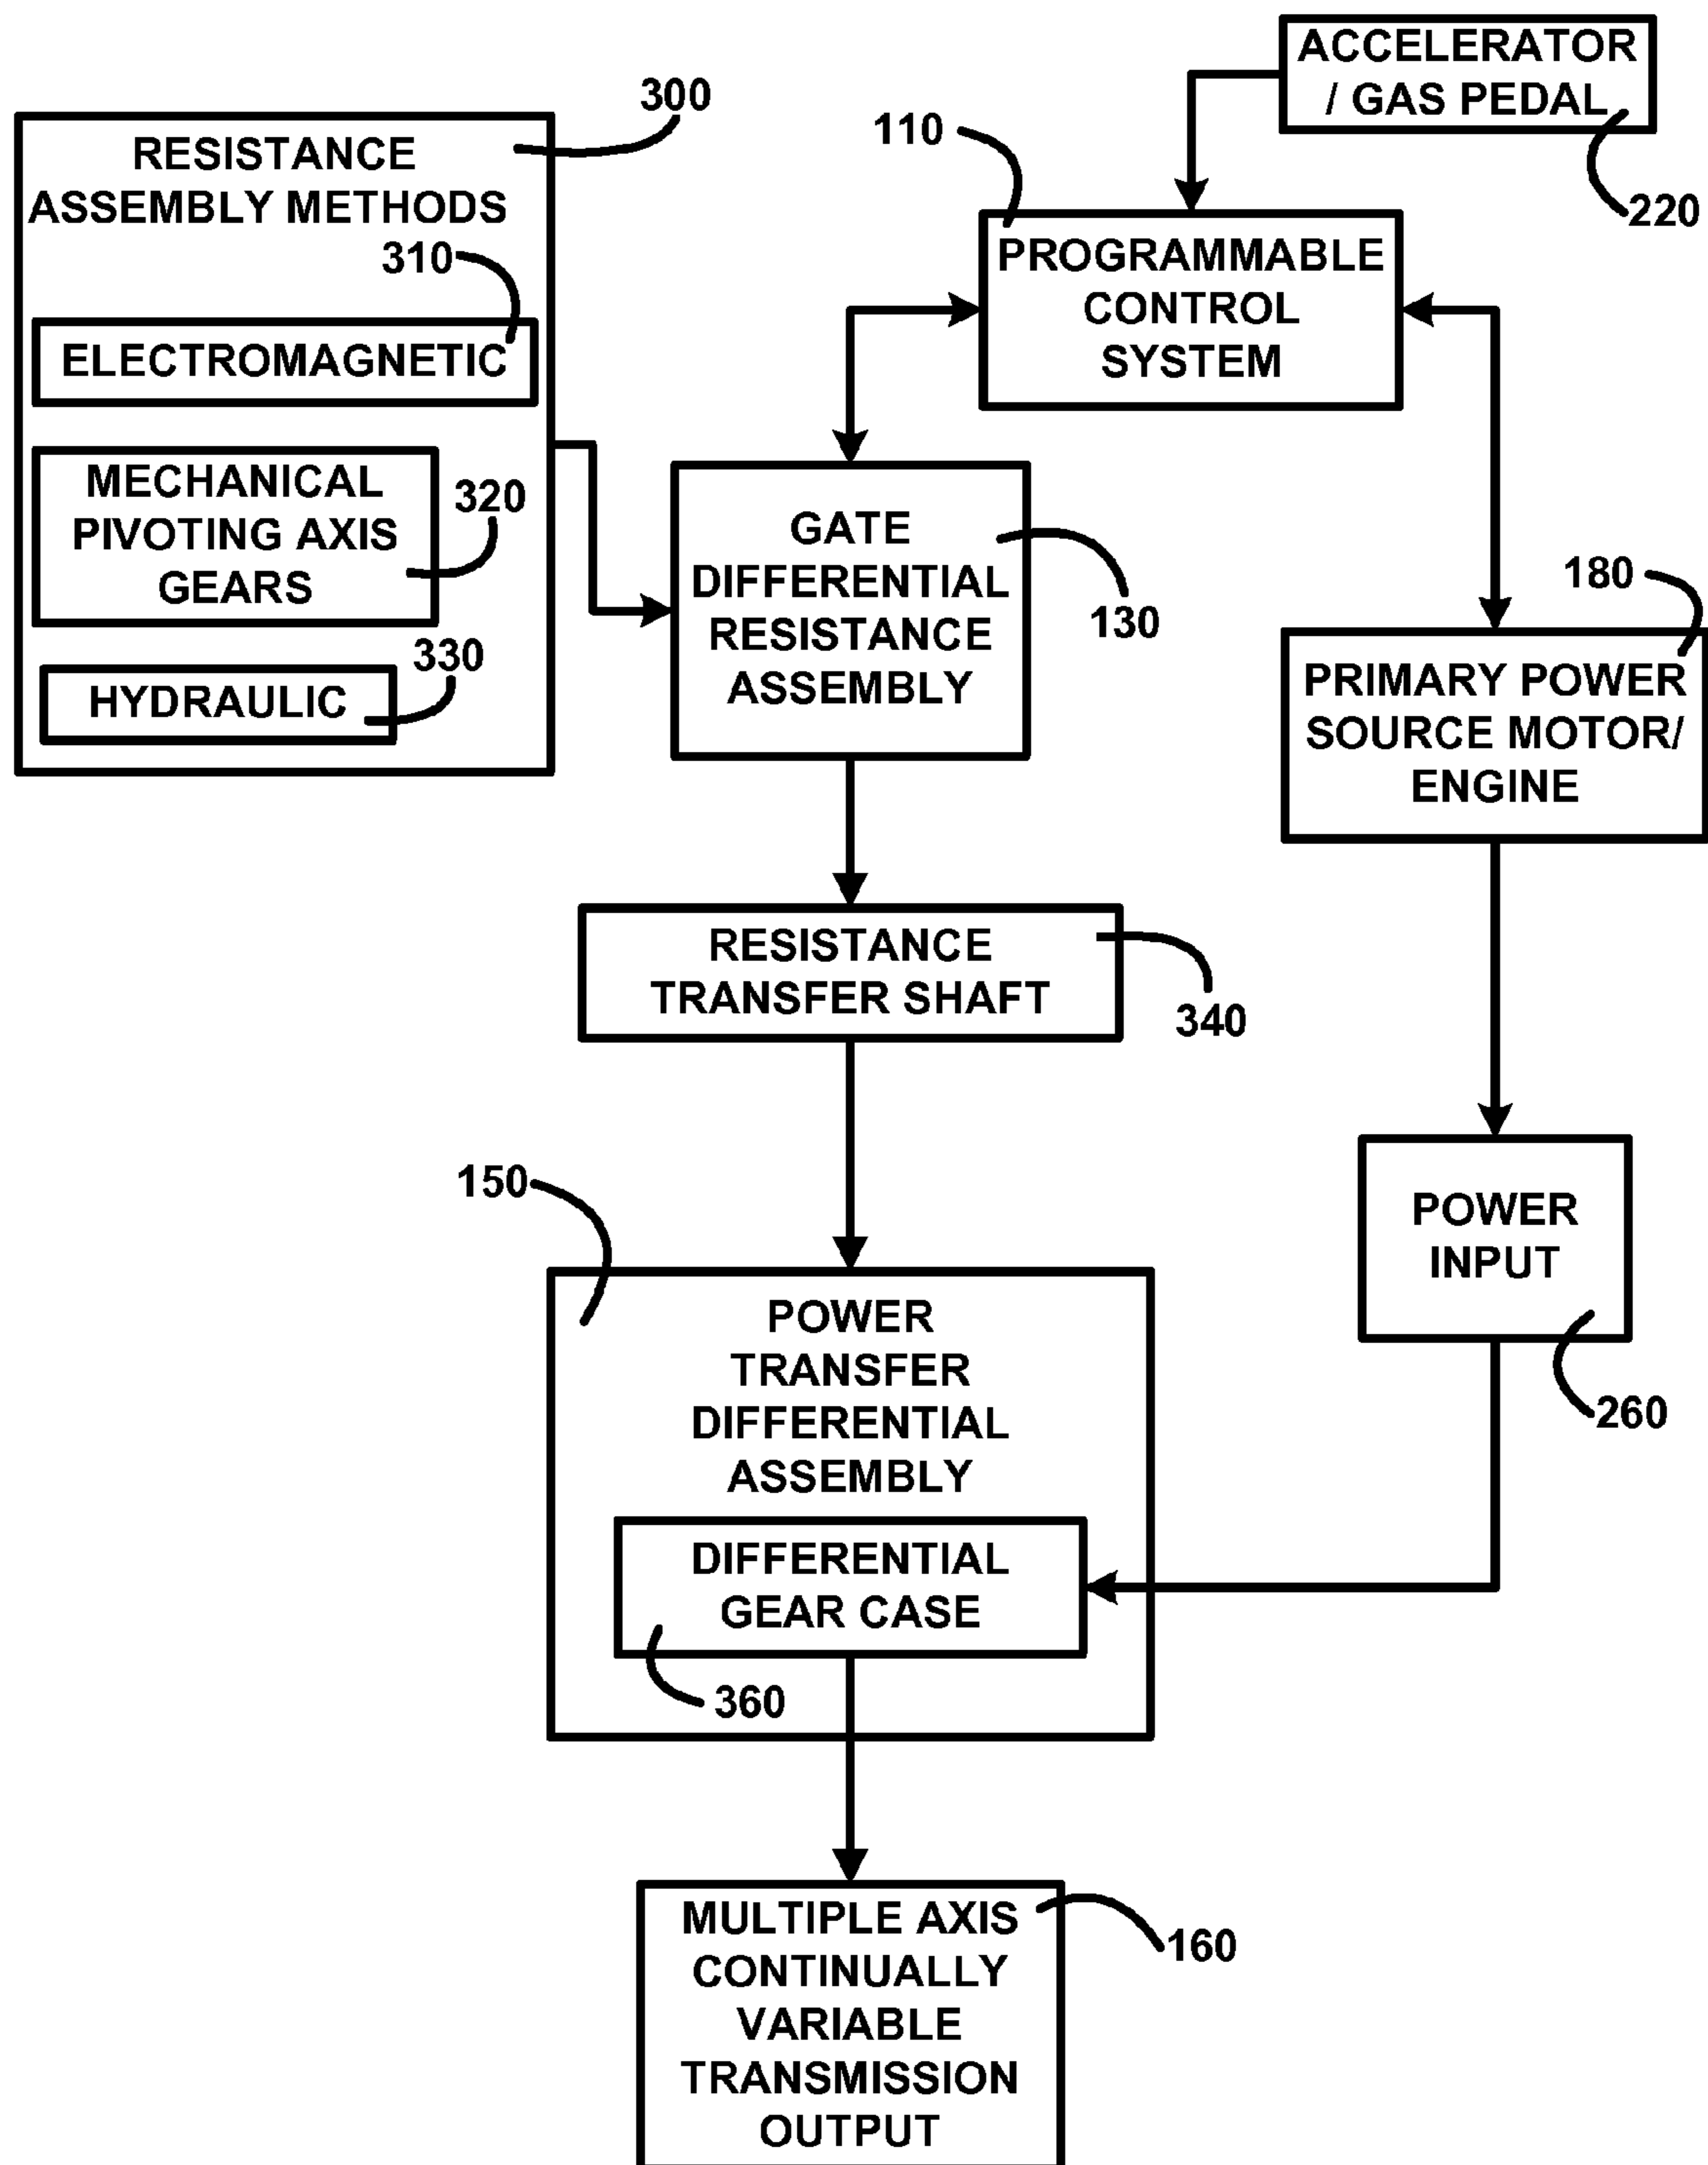 ACCELERATOR
/ GAS PEDAL
220
300
RESISTANCE
ASSEMBLY METHODS
310
ELECTROMAGNETIC
MECHANICAL
PIVOTING AXIS
GEARS
320
330
HYDRAULIC
110
PROGRAMMABLE
CONTROL
SYSTEM
GATE
DIFFERENTIAL
RESISTANCE
ASSEMBLY
130
180
PRIMARY POWER
SOURCE MOTOR/
ENGINE
RESISTANCE
TRANSFER SHAFT
340
POWER
INPUT
260
150
POWER
TRANSFER
DIFFERENTIAL
ASSEMBLY
DIFFERENTIAL
GEAR CASE
360
MULTIPLE AXIS
CONTINUALLY
VARIABLE
TRANSMISSION
OUTPUT
160